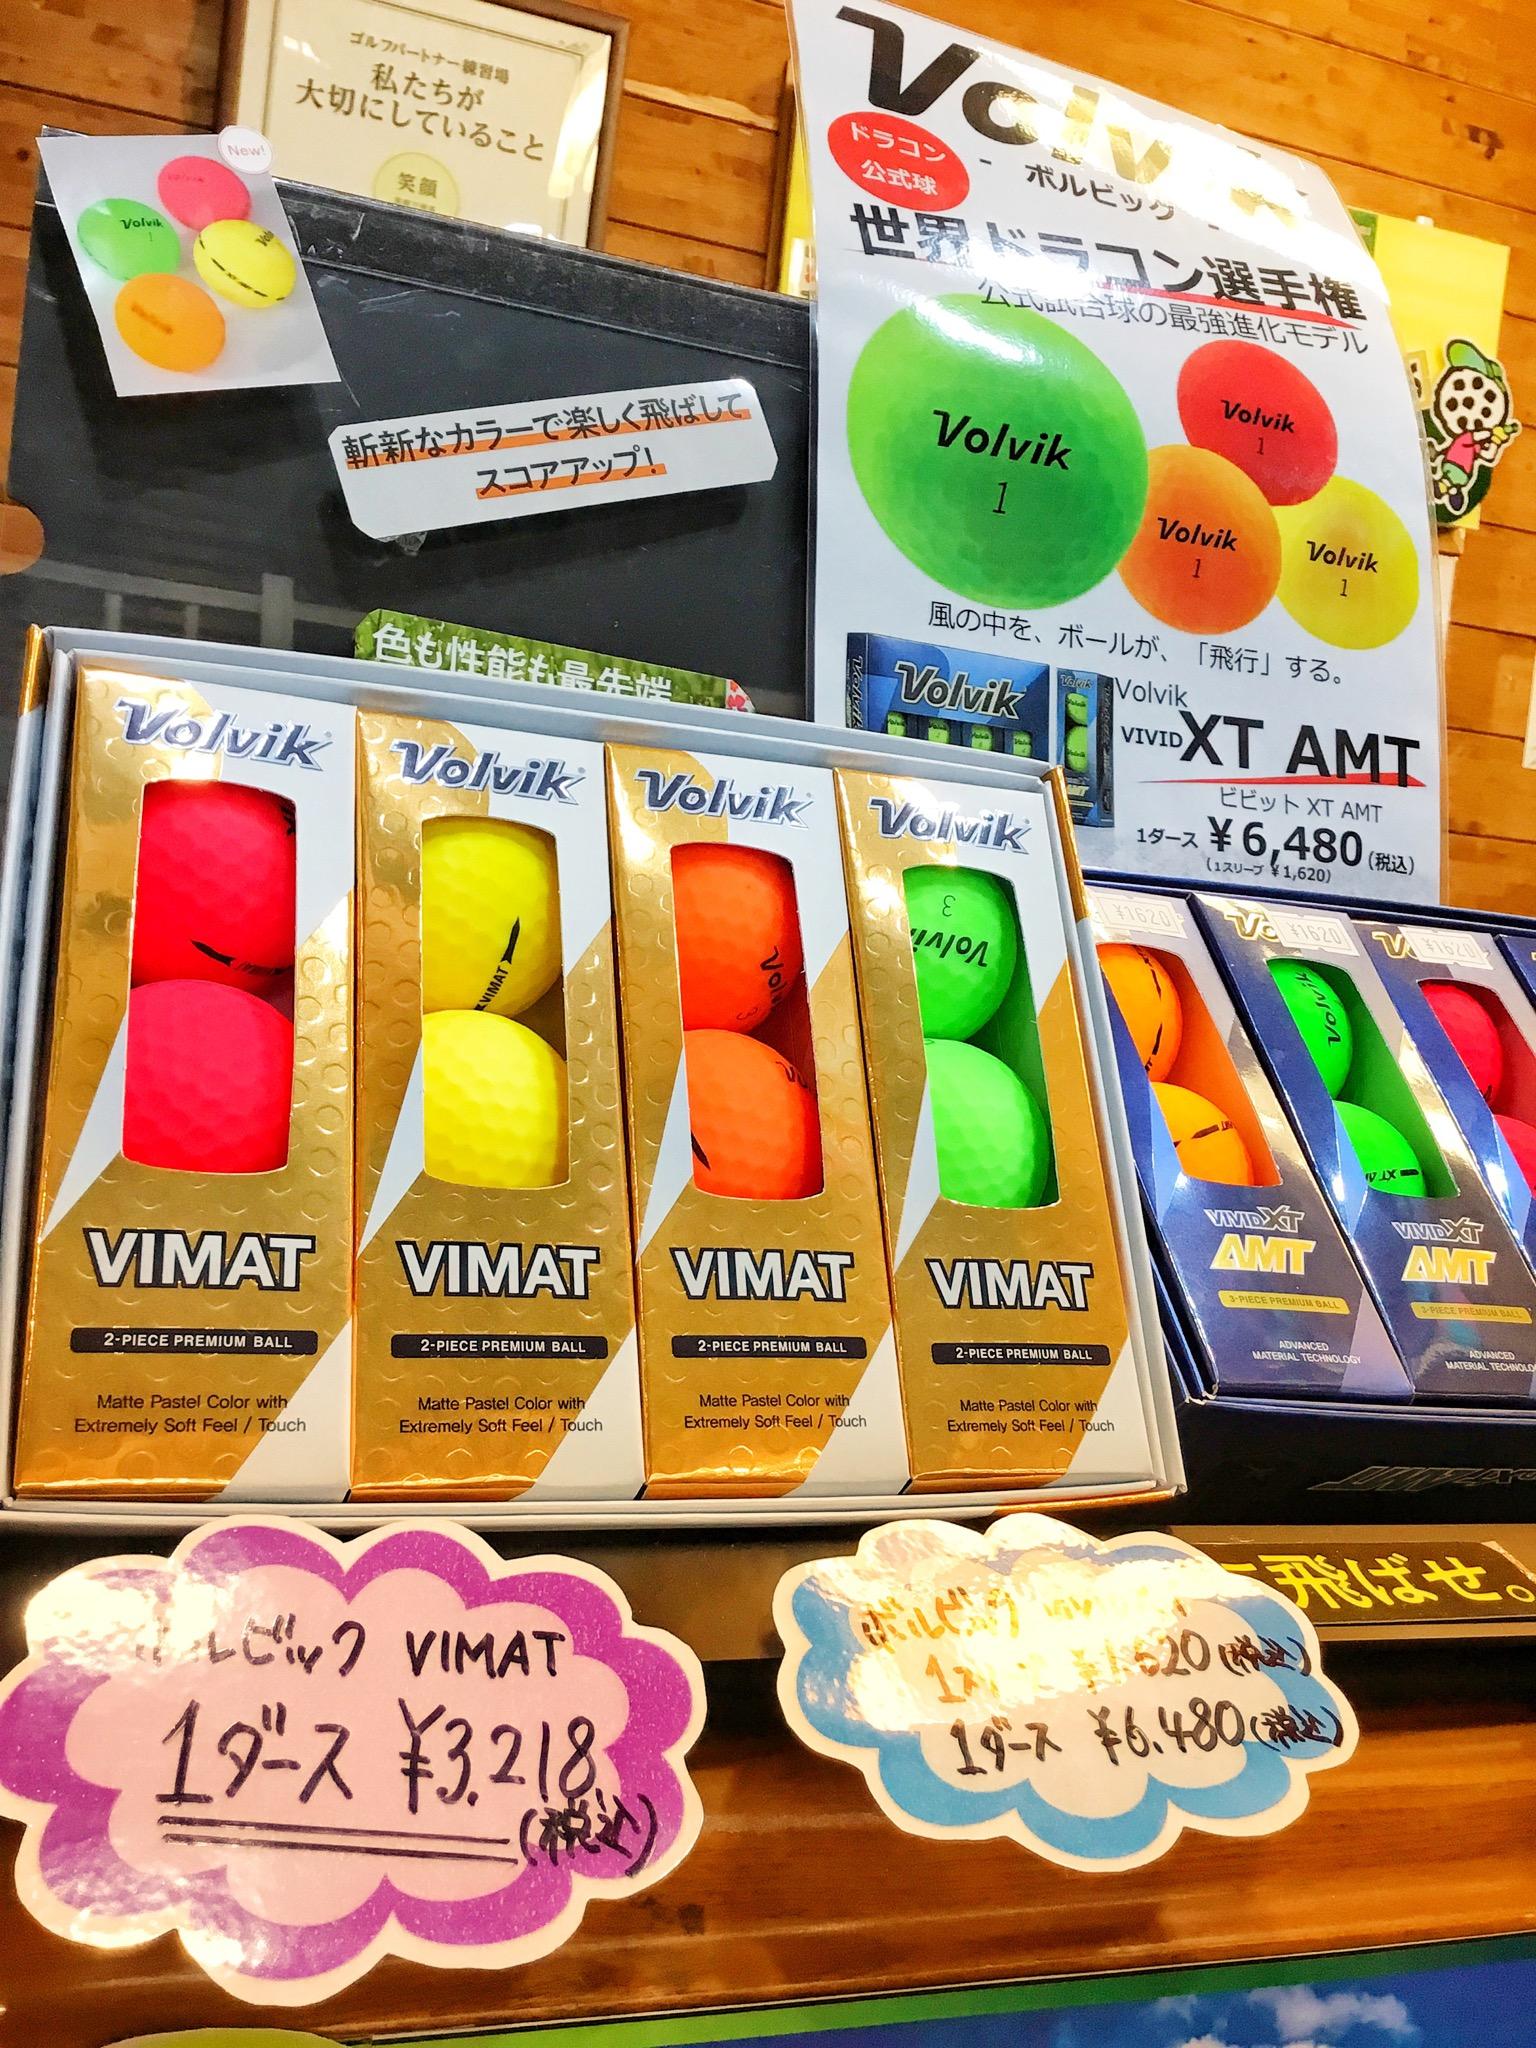 ゴルフパートナー練習場
私たちが
大切にしていること
笑顔
New!
Volvik
斬新なカラーで楽しく飛ばして
スコアアップ!
色も性能も最先端
Volvik
ドラコン
公式球
- ボルビック -
世界ドラコン選手権
公式試合球の最強進化モデル
Volvik
1
Volvik
1
Volvik
1
Volvik
1
風の中を、ボールが、「飛行」する。
Volvik
Volvik
VIVID XT AMT
ビビット XT AMT
1ダース ¥6,480(税込)
(1スリーブ ¥1,620)
Volvik
Volvik
Volvik
Volvik
VIMAT
3
Volvik
VIMAT
2-PIECE PREMIUM BALL
Matte Pastel Color with
Extremely Soft Feel / Touch
VIMAT
2-PIECE PREMIUM BALL
Matte Pastel Color with
Extremely Soft Feel / Touch
VIMAT
2-PIECE PREMIUM BALL
Matte Pastel Color with
Extremely Soft Feel / Touch
VIMAT
2-PIECE PREMIUM BALL
Matte Pastel Color with
Extremely Soft Feel / Touch
¥1620
¥1620
¥1620
Volvik
VIVID XT
AMT
3-PIECE PREMIUM BALL
ADVANCED
MATERIAL TECHNOLOGY
VIVID XT
AMT
3-PIECE PREMIUM BALL
ADVANCED
MATERIAL TECHNOLO
飛ばせ。
ボルビック VIMAT
1ダース ¥3.218.
(税込)
ボルビック
¥1.620(税込)
1ダース ¥6.480(税込)